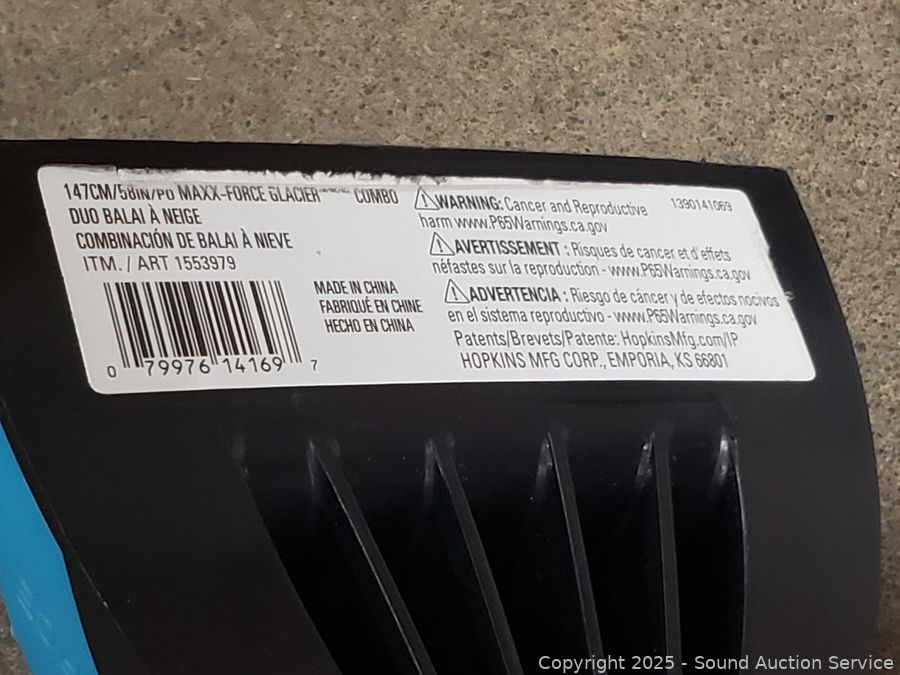 147CM/58IN/PO MAXX-FORCE GLACIER COMBO
DUO BALAI À NEIGE
COMBINACIÓN DE BALAI À NIEVE
ITM. / ART 1553979
MADE IN CHINA
FABRIQUÉ EN CHINE
HECHO EN CHINA
0 79976 14169 7
WARNING: Cancer and Reproductive
harm www.P65Warnings.ca.gov
1390141069
AVERTISSEMENT : Risques de cancer et d'effets
néfastes sur la reproduction - www.P65Warnings.ca.gov
ADVERTENCIA : Riesgo de cáncer y de efectos nocivos
en el sistema reproductivo - www.P65Warnings.ca.gov
Patents/Brevets/Patente: HopkinsMfg.com/IP
HOPKINS MFG CORP., EMPORIA, KS 66801
Copyright © 2025 - Sound Auction Service